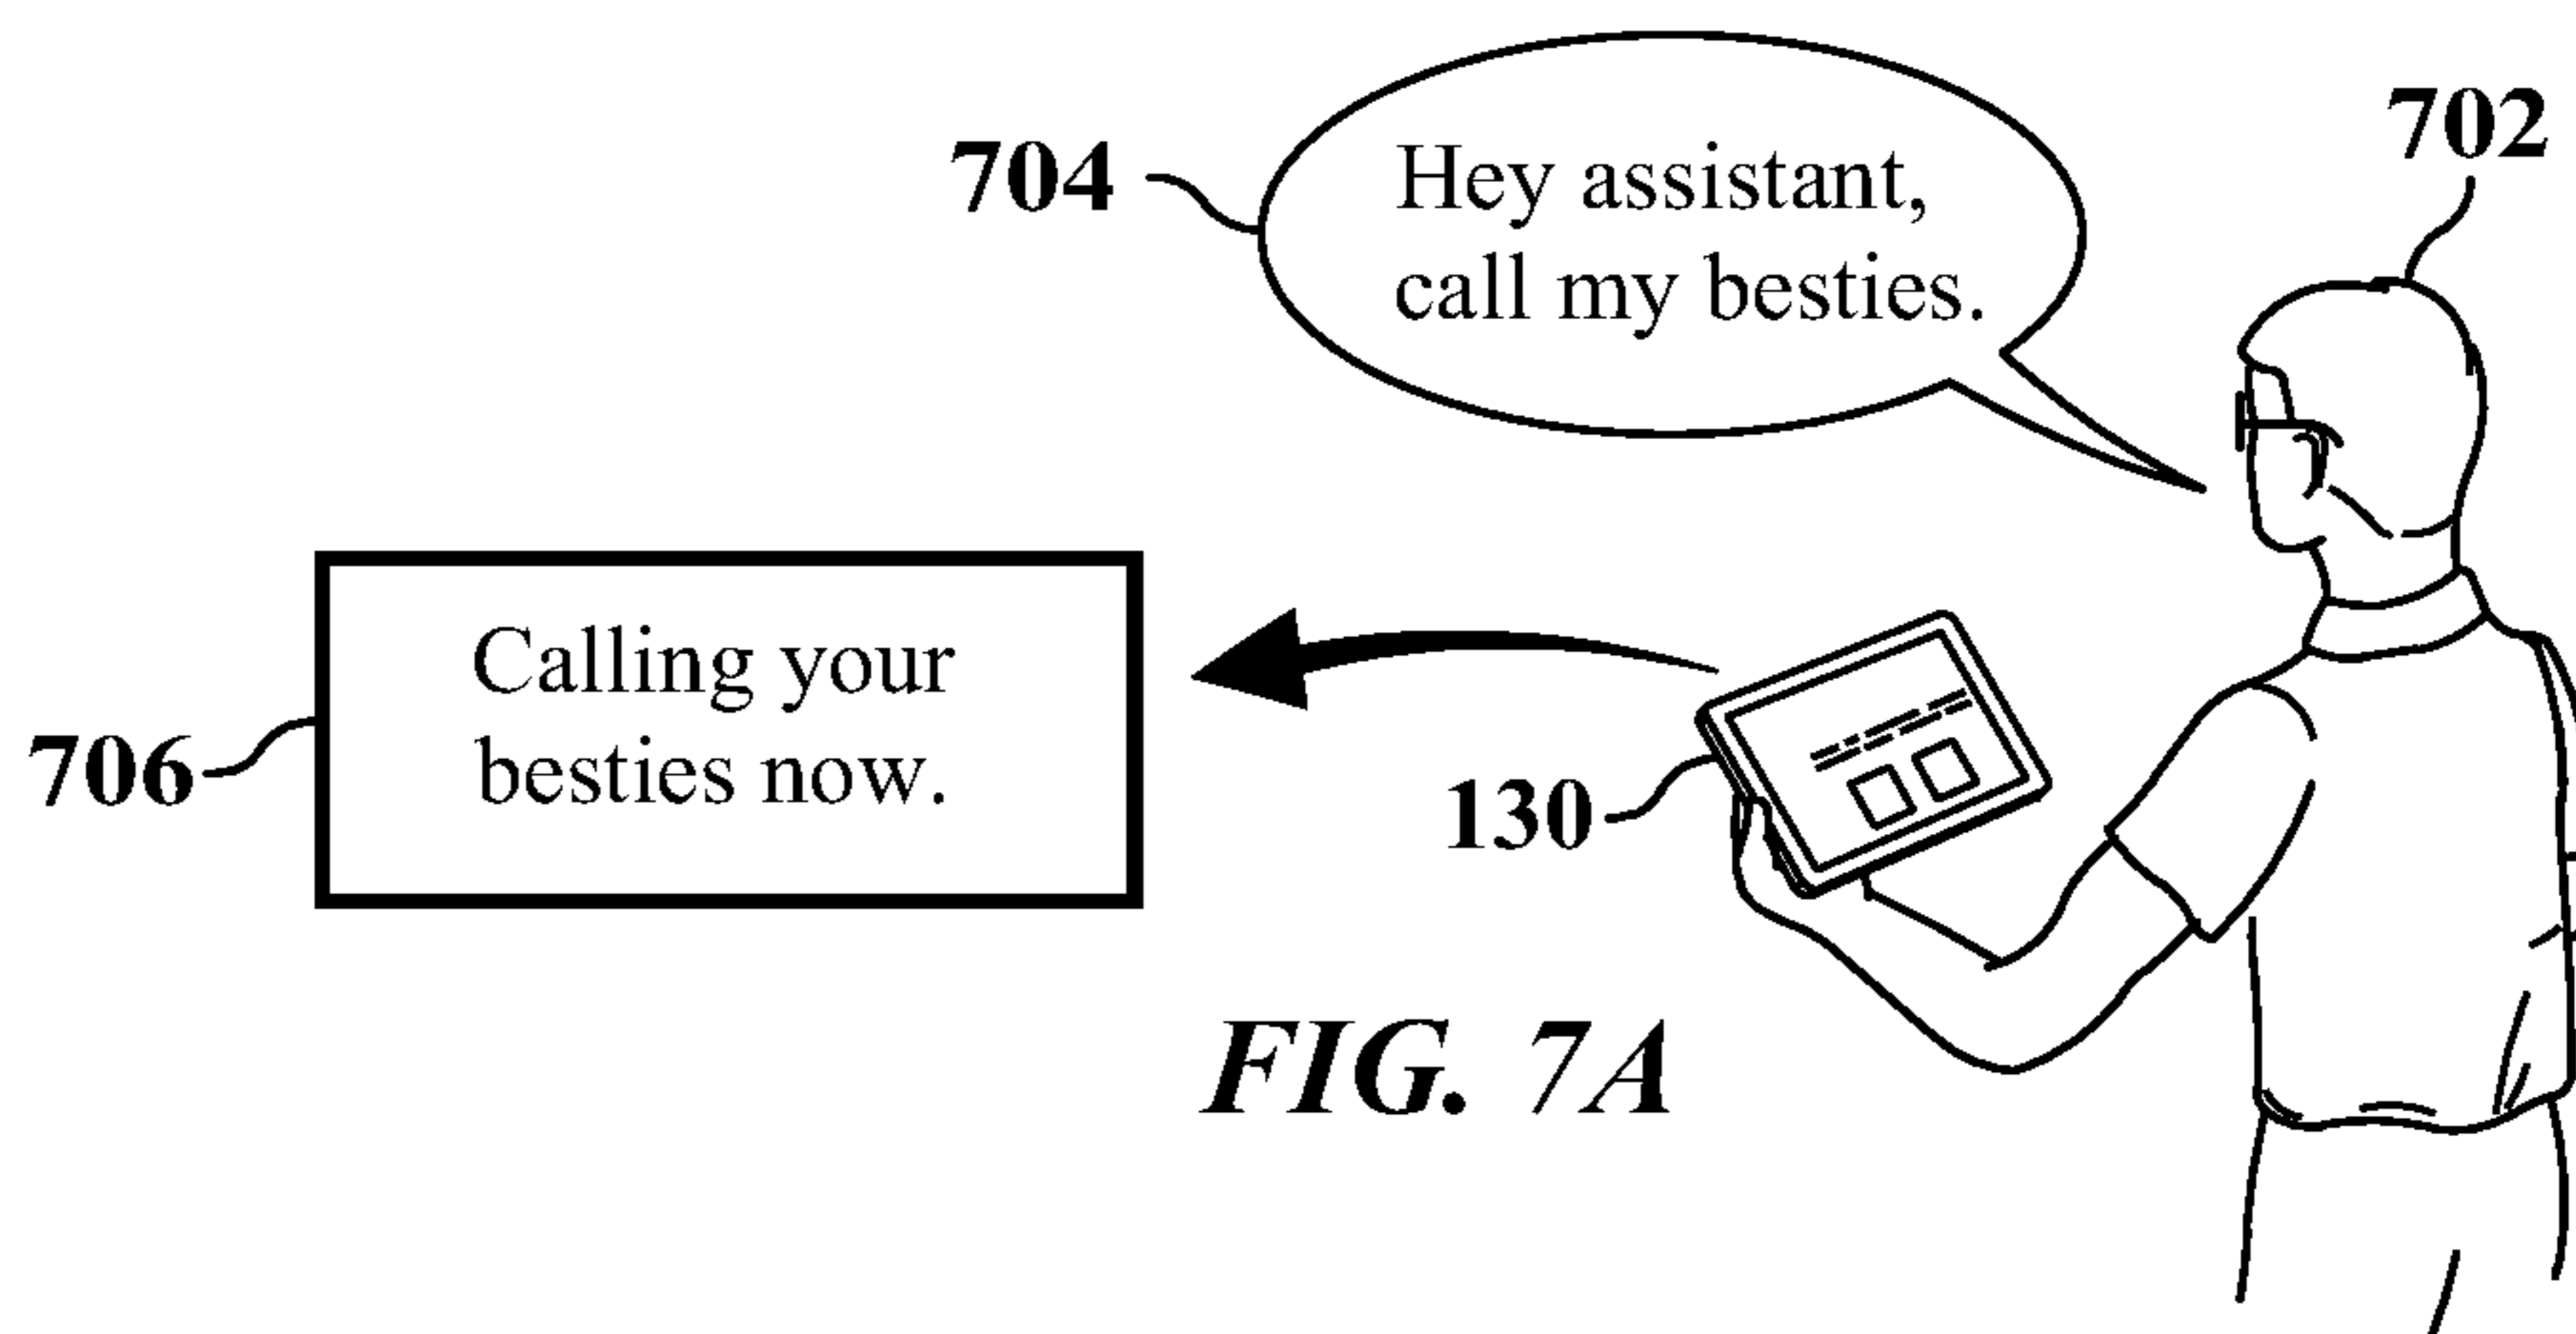 702
704
Hey assistant,
call my besties.
Calling your
besties now.
706
130
FIG. 7A